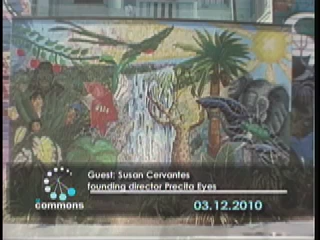 Guest: Susan Cervantes
founding director Precita Eyes
commons
03.12.2010